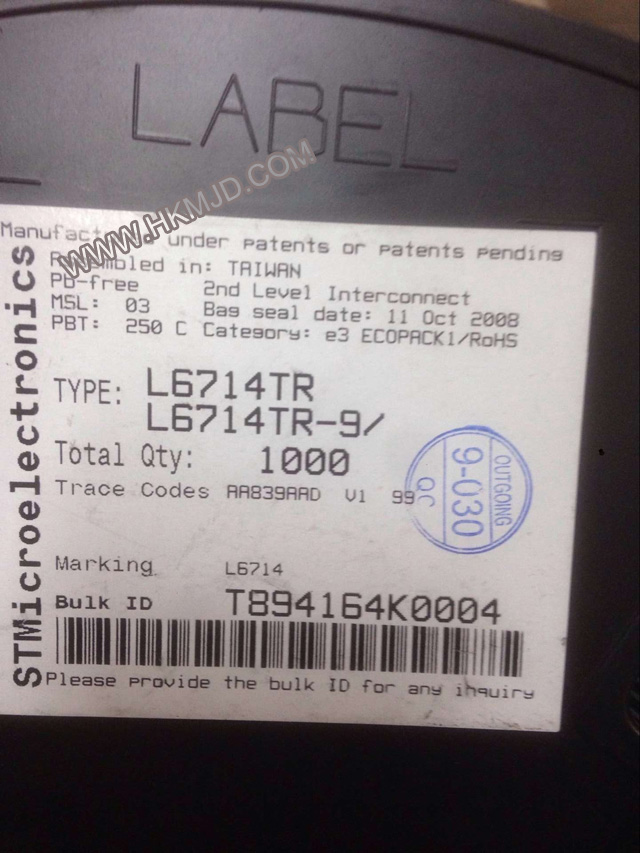 LABEL
WWW.HKMJD.COM
Manufact under patents or patents pending
mbled in: TAIWAN
Pb-free 2nd Level Interconnect
MSL: 03 Bag seal date: 11 Oct 2008
PBT: 250 C Category: e3 ECOPACK1/RoHS
TYPE: L6714TR
L6714TR-9/
Total Qty: 1000
Trace Codes AA839AAD V1 99
OUTGOING
9-030
QC
Marking L6714
Bulk ID T894164K0004
Please provide the bulk ID for any inquiry
STMicroelectronics